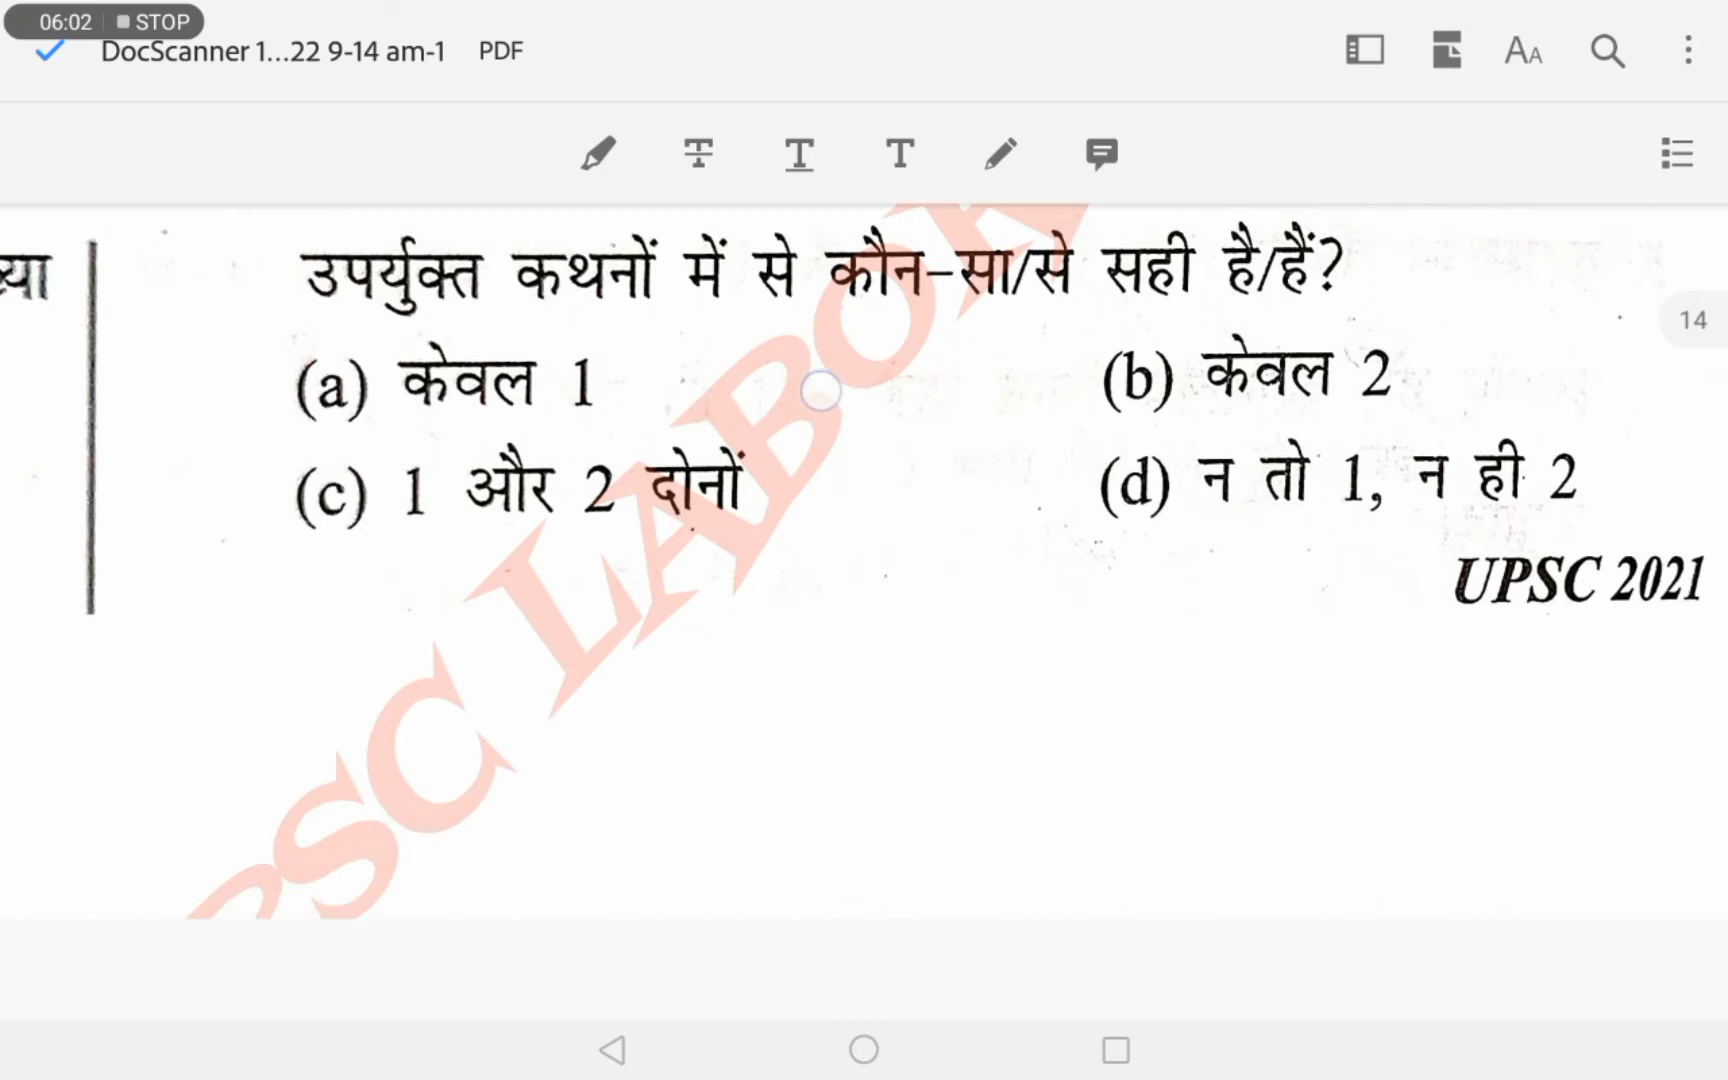 06:02 STOP
DocScanner 1...22 9-14 am-1 PDF
उपर्युक्त कथनों में से कौन-सा/से सही है/हैं?
14
(a) केवल 1 (b) केवल 2
(c) 1 और 2 दोनों (d) न तो 1, न ही 2
UPSC 2021